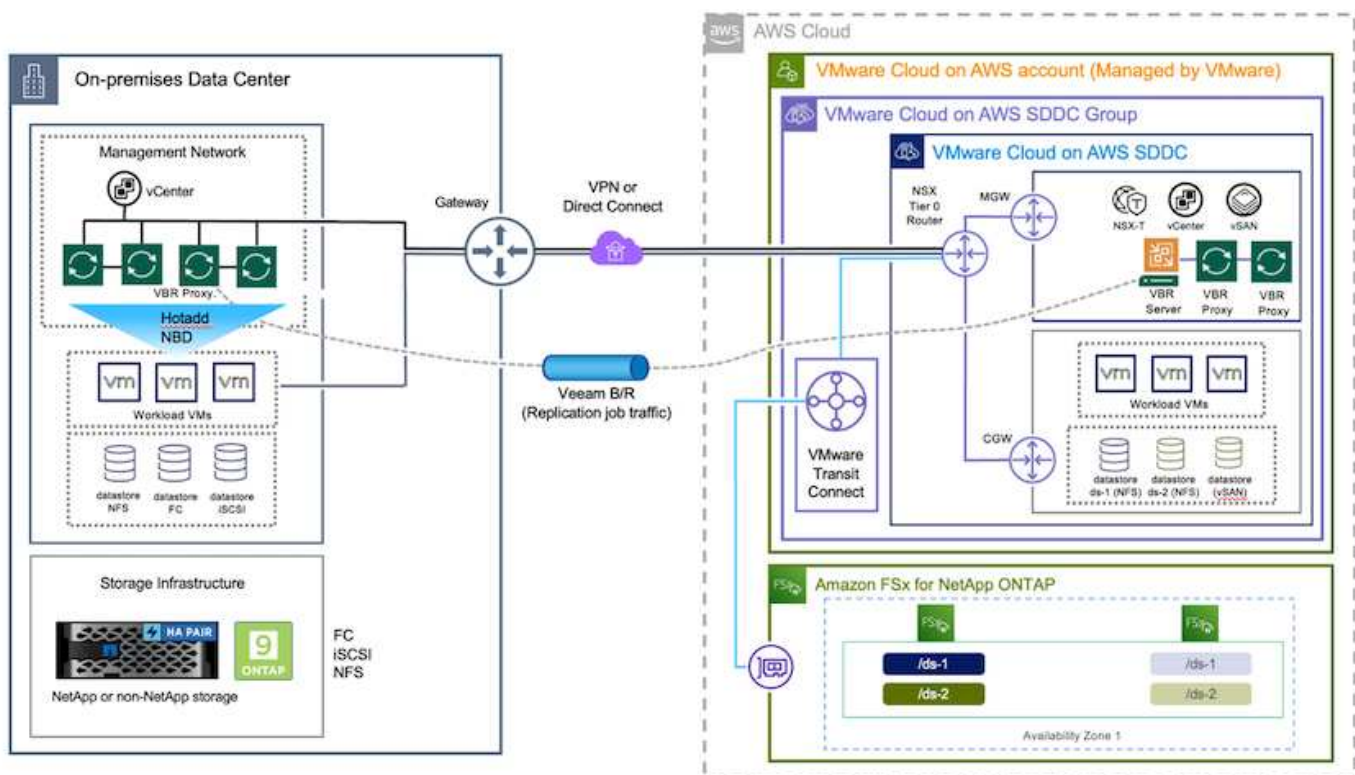 aws
AWS Cloud
On-premises Data Center
Management Network
vCenter
VBR Proxy
Hotadd
NBD
vm
vm
vm
Workload VMs
datastore
NFS
datastore
FC
datastore
iSCSI
Storage Infrastructure
HA PAIR
9
ONTAP
NetApp or non-NetApp storage
FC
iSCSI
NFS
Gateway
VPN or
Direct Connect
Veeam B/R
(Replication job traffic)
VMware Cloud on AWS account (Managed by VMware)
VMware Cloud on AWS SDDC Group
VMware Cloud on AWS SDDC
NSX
Tier 0
Router
MGW
NSX-T
vCenter
vSAN
VBR
Server
VBR
Proxy
VBR
Proxy
vm
vm
vm
Workload VMs
CGW
datastore
ds-1 (NFS)
datastore
ds-2 (NFS)
datastore
(vSAN)
VMware
Transit
Connect
FSx
Amazon FSx for NetApp ONTAP
FSx
FSx
/ds-1
/ds-1
/ds-2
/ds-2
Availability Zone 1